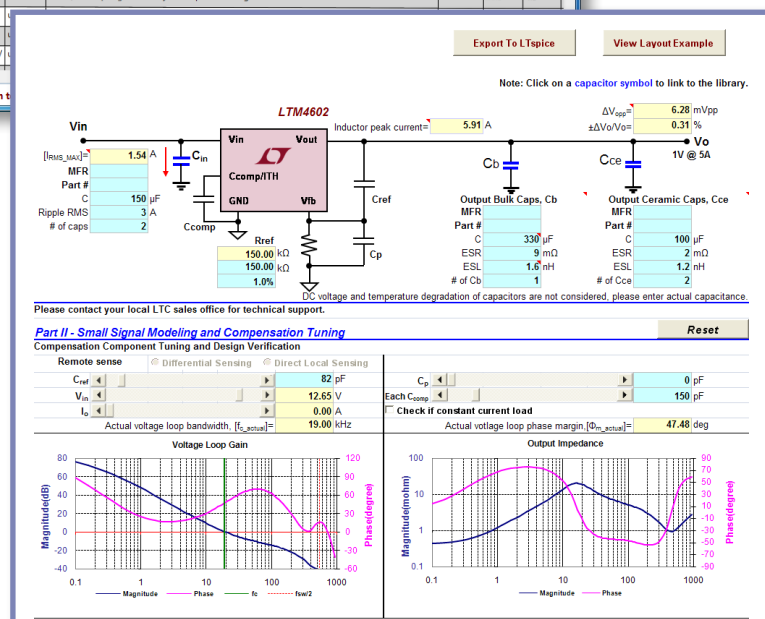 Export To LTspice View Layout Example
Note: Click on a capacitor symbol to link to the library.
LTM4602
Inductor peak current= 5.91 A
ΔVopp= 6.28 mVpp
±ΔVo/Vo= 0.31 %
Vin
Vo
1V @ 5A
[IRMS_MAX]= 1.54 A
MFR
Part #
C 150 µF
Ripple RMS 3 A
# of caps 2
Cin
Vin Vout
Ccomp/ITH
GND Vfb
Ccomp
Cref
Cp
Rref
150.00 kΩ
150.00 kΩ
1.0%
Cb
Output Bulk Caps, Cb
MFR
Part #
C 330 µF
ESR 9 mΩ
ESL 1.6 nH
# of Cb 1
Cce
Output Ceramic Caps, Cce
MFR
Part #
C 100 µF
ESR 2 mΩ
ESL 1.2 nH
# of Cce 2
DC voltage and temperature degradation of capacitors are not considered, please enter actual capacitance.
Please contact your local LTC sales office for technical support.
Part II - Small Signal Modeling and Compensation Tuning
Reset
Compensation Component Tuning and Design Verification
Remote sense Differential Sensing Direct Local Sensing
Cref 82 pF
Vin 12.65 V
Io 0.00 A
Actual voltage loop bandwidth, [fc_actual]= 19.00 kHz
Cp 0 pF
Each Ccomp 150 pF
Check if constant current load
Actual votlage loop phase margin,[Φm_actual]= 47.48 deg
Voltage Loop Gain
Magnitude(dB)
80
60
40
20
0
-20
-40
120
90
60
30
0
-30
-60
Phase(degree)
0.1 1 10 100 1000
Magnitude Phase fc fsw/2
Output Impedance
Magnitude(mohm)
100
10
1
0.1
90
70
50
30
10
-10
-30
-50
-70
-90
Phase(degree)
0.1 1 10 100 1000
Magnitude Phase